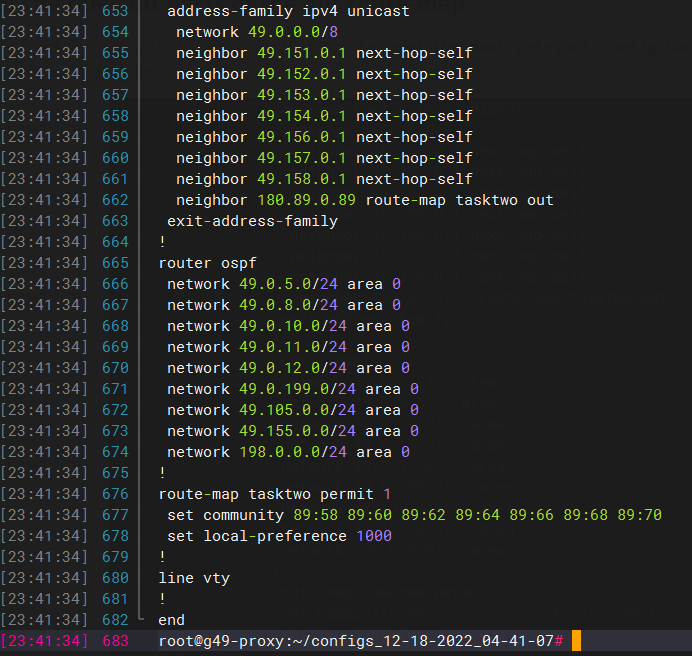 [23:41:34] 653 address-family ipv4 unicast
[23:41:34] 654 network 49.0.0.0/8
[23:41:34] 655 neighbor 49.151.0.1 next-hop-self
[23:41:34] 656 neighbor 49.152.0.1 next-hop-self
[23:41:34] 657 neighbor 49.153.0.1 next-hop-self
[23:41:34] 658 neighbor 49.154.0.1 next-hop-self
[23:41:34] 659 neighbor 49.156.0.1 next-hop-self
[23:41:34] 660 neighbor 49.157.0.1 next-hop-self
[23:41:34] 661 neighbor 49.158.0.1 next-hop-self
[23:41:34] 662 neighbor 180.89.0.89 route-map tasktwo out
[23:41:34] 663 exit-address-family
[23:41:34] 664 !
[23:41:34] 665 router ospf
[23:41:34] 666 network 49.0.5.0/24 area 0
[23:41:34] 667 network 49.0.8.0/24 area 0
[23:41:34] 668 network 49.0.10.0/24 area 0
[23:41:34] 669 network 49.0.11.0/24 area 0
[23:41:34] 670 network 49.0.12.0/24 area 0
[23:41:34] 671 network 49.0.199.0/24 area 0
[23:41:34] 672 network 49.105.0.0/24 area 0
[23:41:34] 673 network 49.155.0.0/24 area 0
[23:41:34] 674 network 198.0.0.0/24 area 0
[23:41:34] 675 !
[23:41:34] 676 route-map tasktwo permit 1
[23:41:34] 677 set community 89:58 89:60 89:62 89:64 89:66 89:68 89:70
[23:41:34] 678 set local-preference 1000
[23:41:34] 679 !
[23:41:34] 680 line vty
[23:41:34] 681 !
[23:41:34] 682 end
[23:41:34] 683 root@g49-proxy:~/configs_12-18-2022_04-41-07#